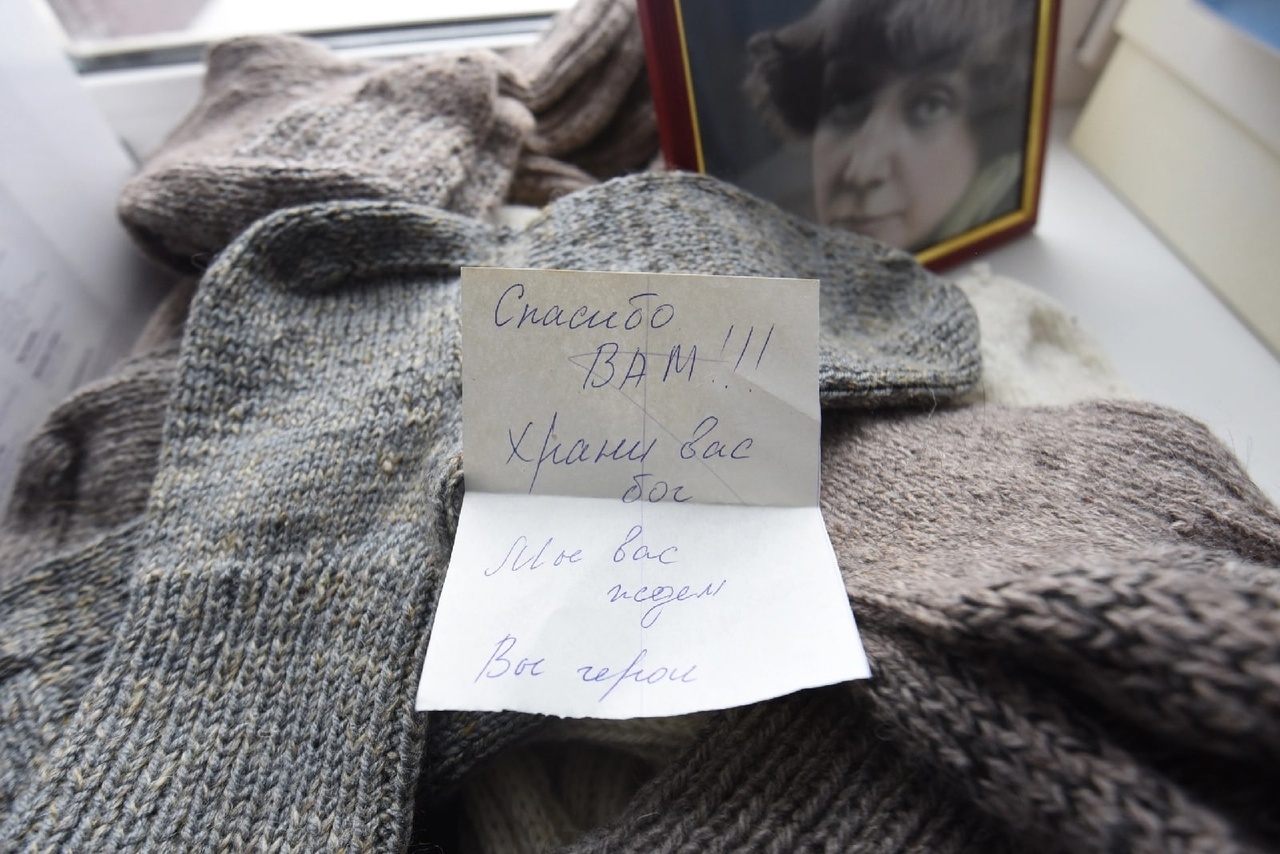 Спасибо
ВАМ!!!
Храни вас
бог
Мы вас
ждем
Вы герои